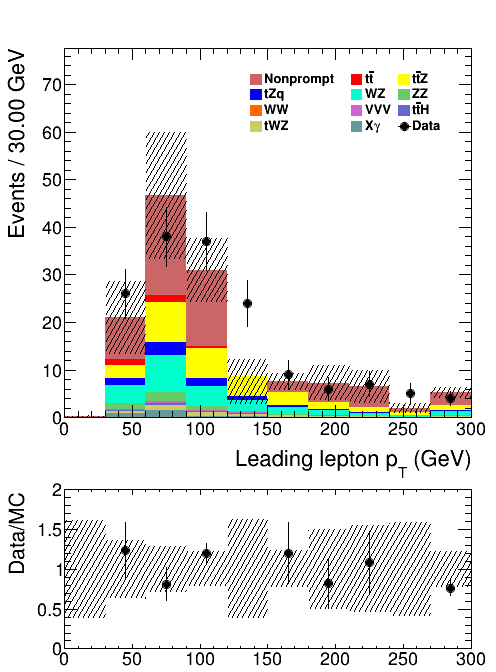 Events / 30.00 GeV
70
60
50
40
30
20
10
0
Nonprompt tt̄ tt̄Z
tZq WZ ZZ
WW VVV tt̄H
tWZ Xγ Data
0 50 100 150 200 250 300
Leading lepton p_T (GeV)
Data/MC
2
1.5
1
0.5
0
0 50 100 150 200 250 300